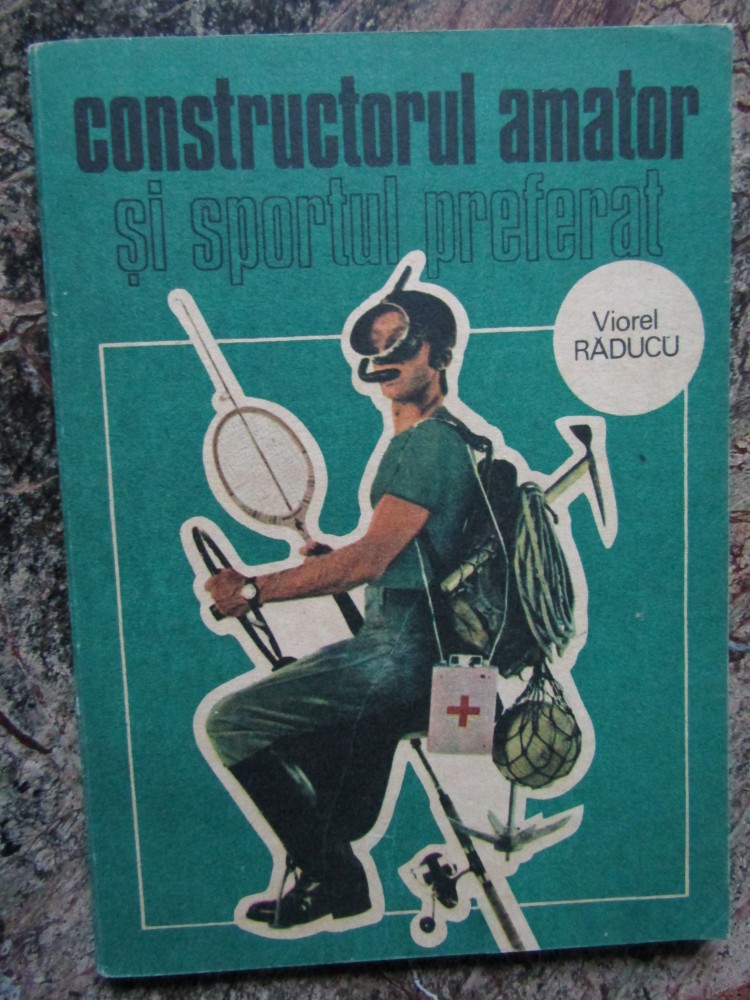 constructorul amator
și sportul preferat
Viorel
RĂDUCU